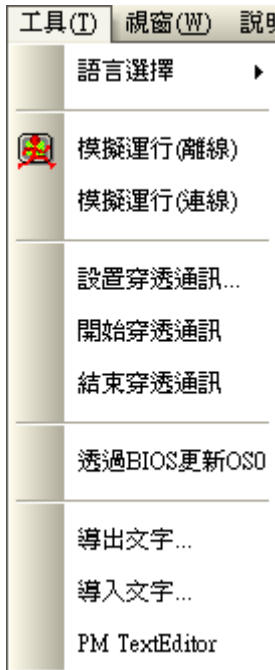 工具(T) 視窗(W) 說明
語言選擇
模擬運行(離線)
模擬運行(連線)
設置穿透通訊...
開始穿透通訊
結束穿透通訊
透過BIOS更新OS0
導出文字...
導入文字...
PM TextEditor